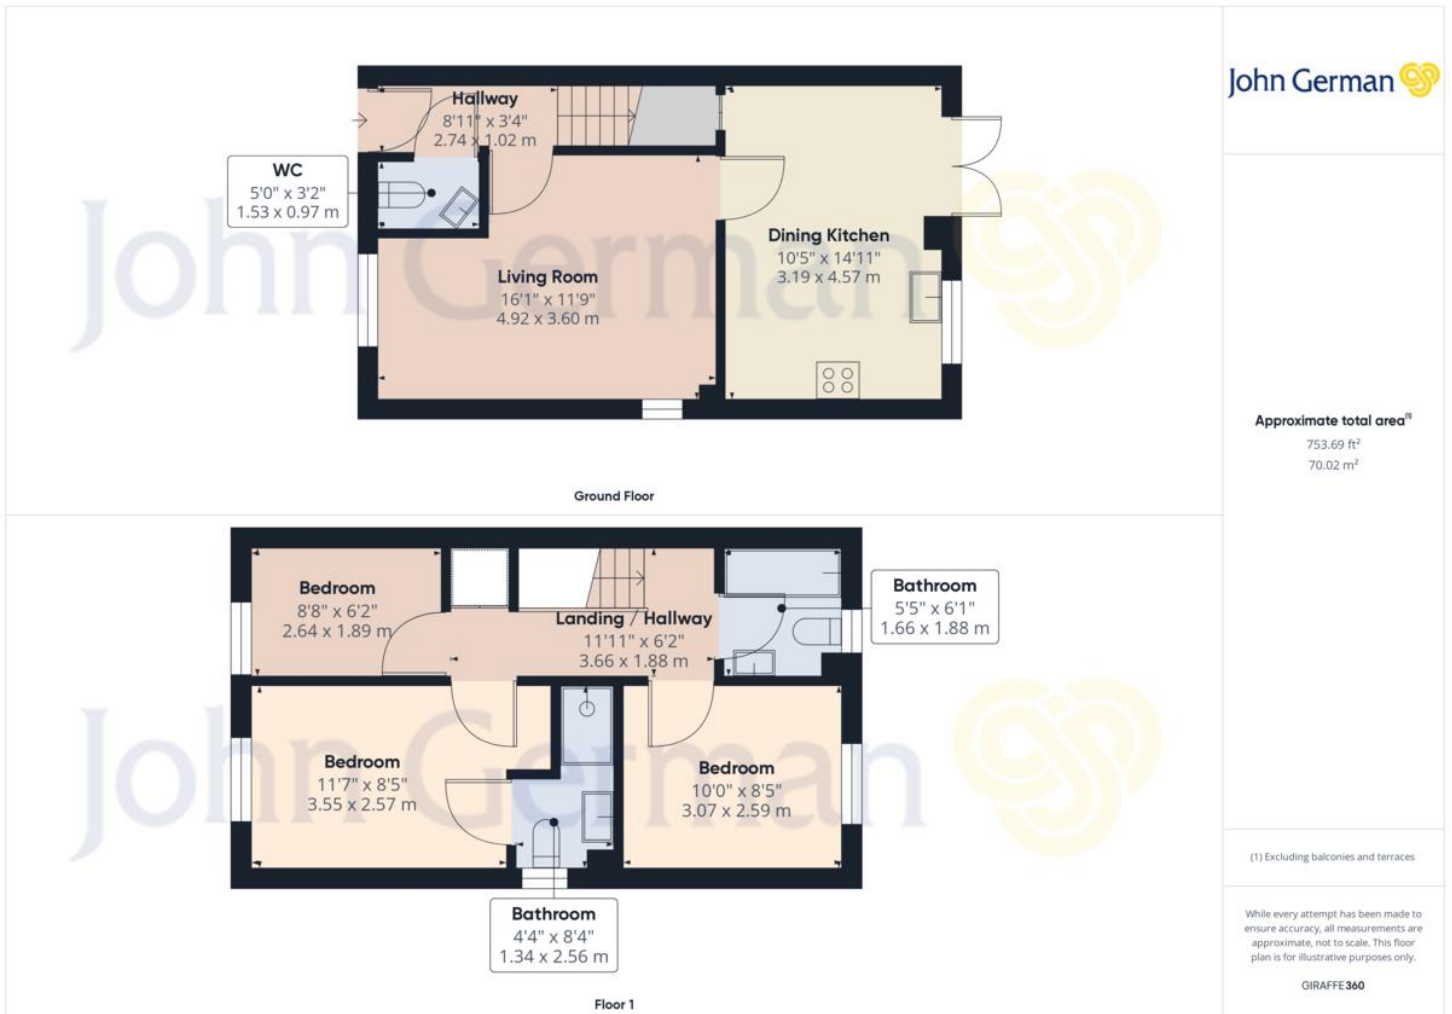 John German
Hallway
8'11" x 3'4"
2.74 x 1.02 m
WC
5'0" x 3'2"
1.53 x 0.97 m
Living Room
16'1" x 11'9"
4.92 x 3.60 m
Dining Kitchen
10'5" x 14'11"
3.19 x 4.57 m
John German
Ground Floor
Approximate total area⁽¹⁾
753.69 ft²
70.02 m²
Bedroom
8'8" x 6'2"
2.64 x 1.89 m
Landing / Hallway
11'11" x 6'2"
3.66 x 1.88 m
Bathroom
5'5" x 6'1"
1.66 x 1.88 m
Bedroom
11'7" x 8'5"
3.55 x 2.57 m
Bedroom
10'0" x 8'5"
3.07 x 2.59 m
John German
Bathroom
4'4" x 8'4"
1.34 x 2.56 m
Floor 1
(1) Excluding balconies and terraces
While every attempt has been made to
ensure accuracy, all measurements are
approximate, not to scale. This floor
plan is for illustrative purposes only.
GIRAFFE360